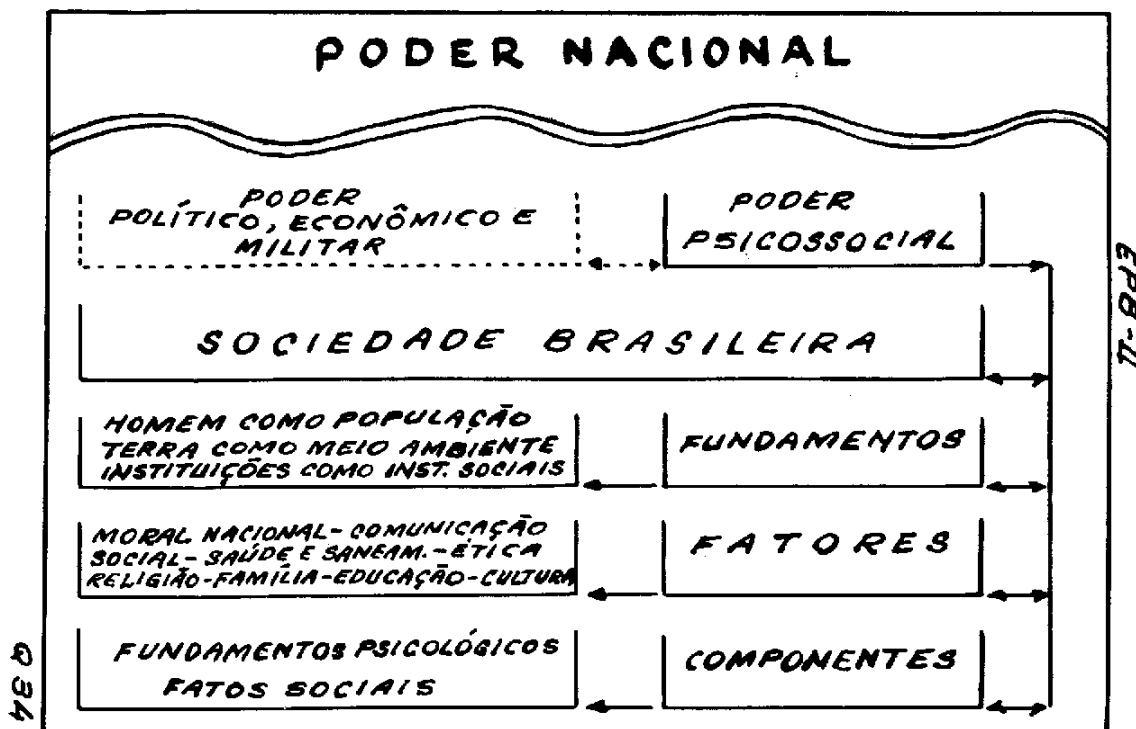 PODER NACIONAL
PODER
POLÍTICO, ECONÔMICO E
MILITAR
PODER
PSICOSSOCIAL
SOCIEDADE BRASILEIRA
HOMEM COMO POPULAÇÃO
TERRA COMO MEIO AMBIENTE
INSTITUIÇÕES COMO INST. SOCIAIS
FUNDAMENTOS
MORAL NACIONAL - COMUNICAÇÃO
SOCIAL - SAÚDE E SANEAM. - ÉTICA
RELIGIÃO - FAMÍLIA - EDUCAÇÃO - CULTURA
FATORES
FUNDAMENTOS PSICOLÓGICOS
FATOS SOCIAIS
COMPONENTES
EPB-II
Q 34